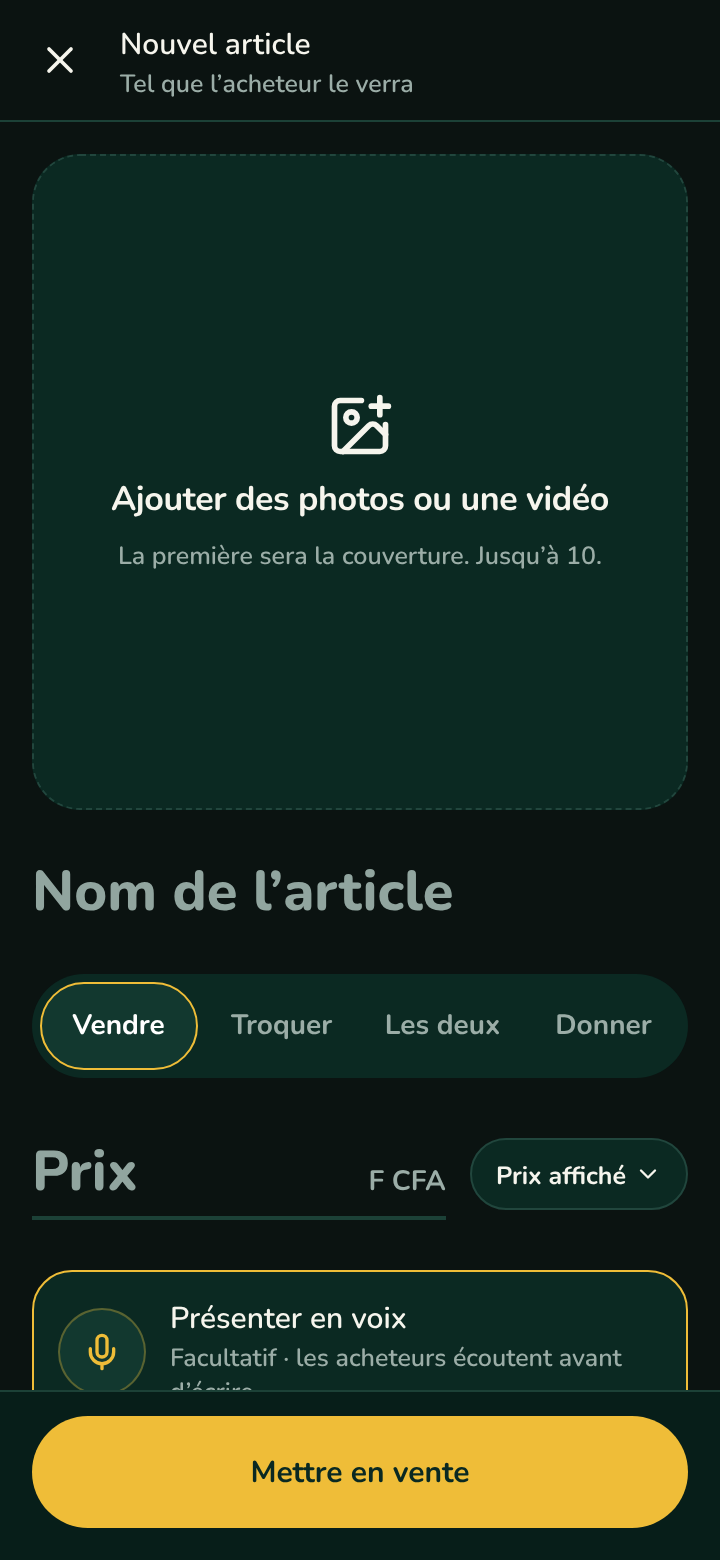 Nouvel article
Tel que l’acheteur le verra
Ajouter des photos ou une vidéo
La première sera la couverture. Jusqu’à 10.
Nom de l’article
Vendre Troquer Les deux Donner
Prix F CFA Prix affiché
Présenter en voix
Facultatif · les acheteurs écoutent avant
d’écrire
Mettre en vente